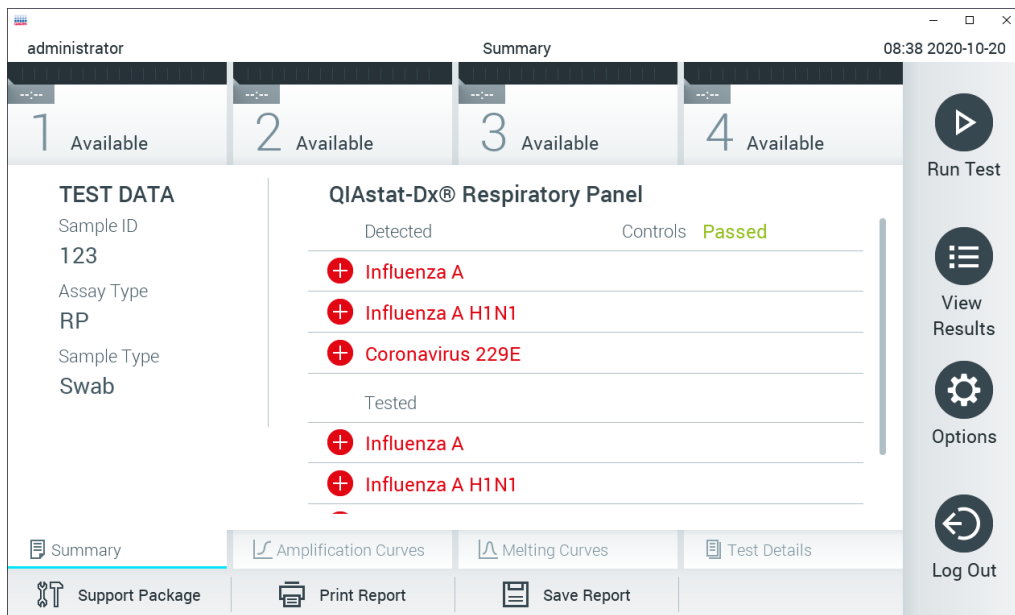 administrator Summary 08:38 2020-10-20
--:-- --:-- --:-- --:--
1 Available 2 Available 3 Available 4 Available
Run Test
TEST DATA
Sample ID
123
Assay Type
RP
Sample Type
Swab
QIAstat-Dx® Respiratory Panel
Detected Controls Passed
Influenza A
Influenza A H1N1
Coronavirus 229E
Tested
Influenza A
Influenza A H1N1
View
Results
Options
Log Out
Summary Amplification Curves Melting Curves Test Details
Support Package Print Report Save Report